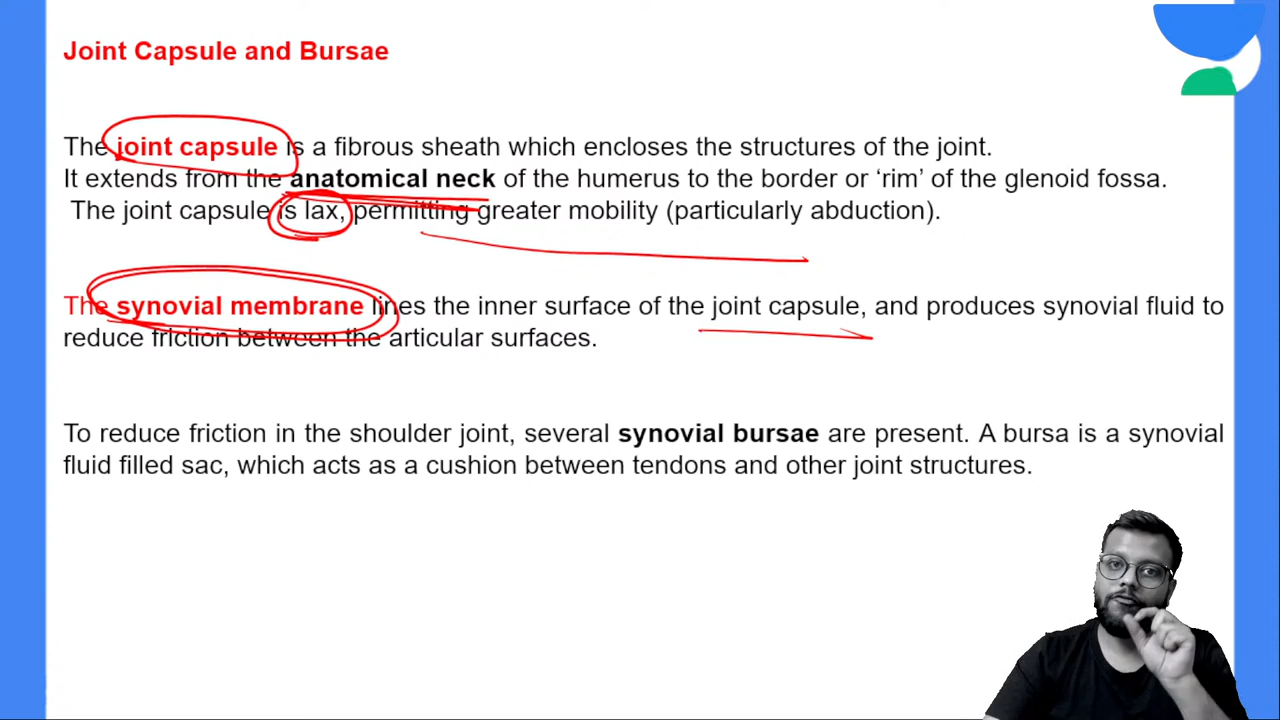 Joint Capsule and Bursae
The joint capsule is a fibrous sheath which encloses the structures of the joint.
It extends from the anatomical neck of the humerus to the border or ‘rim’ of the glenoid fossa.
The joint capsule is lax, permitting greater mobility (particularly abduction).
The synovial membrane lines the inner surface of the joint capsule, and produces synovial fluid to
reduce friction between the articular surfaces.
To reduce friction in the shoulder joint, several synovial bursae are present. A bursa is a synovial
fluid filled sac, which acts as a cushion between tendons and other joint structures.